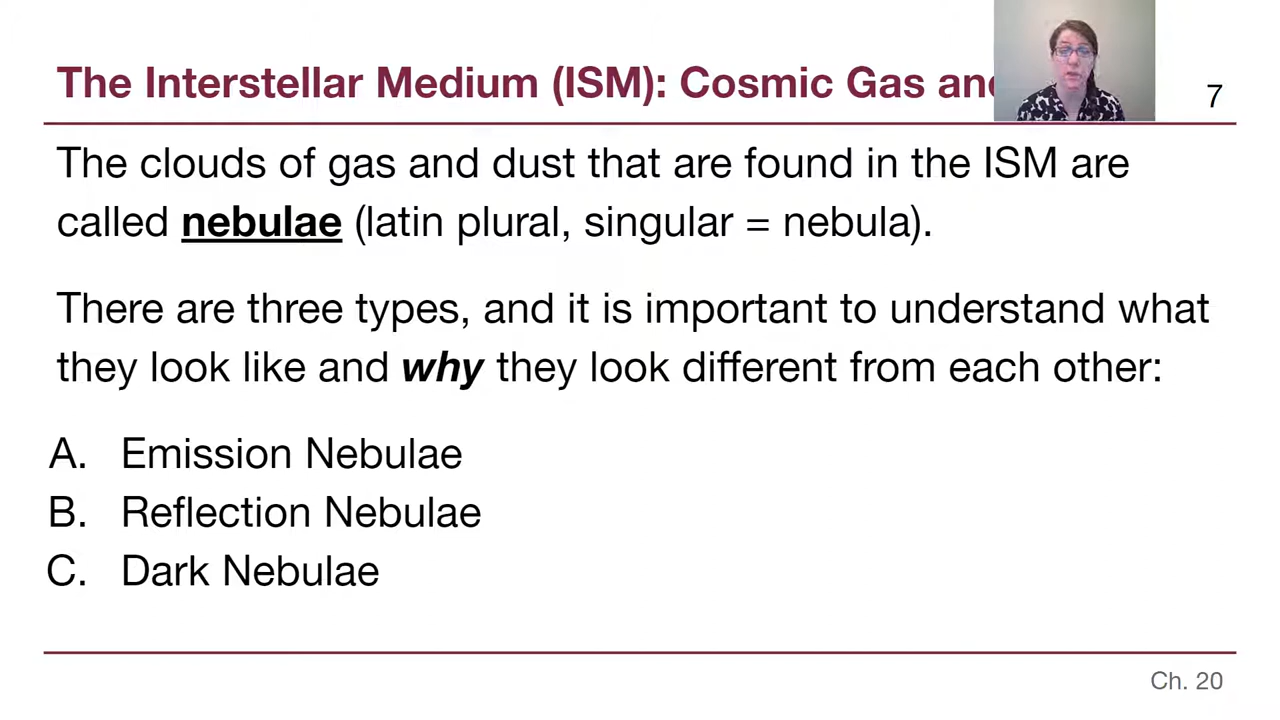 The Interstellar Medium (ISM): Cosmic Gas and
7
The clouds of gas and dust that are found in the ISM are
called nebulae (latin plural, singular = nebula).
There are three types, and it is important to understand what
they look like and why they look different from each other:
A. Emission Nebulae
B. Reflection Nebulae
C. Dark Nebulae
Ch. 20